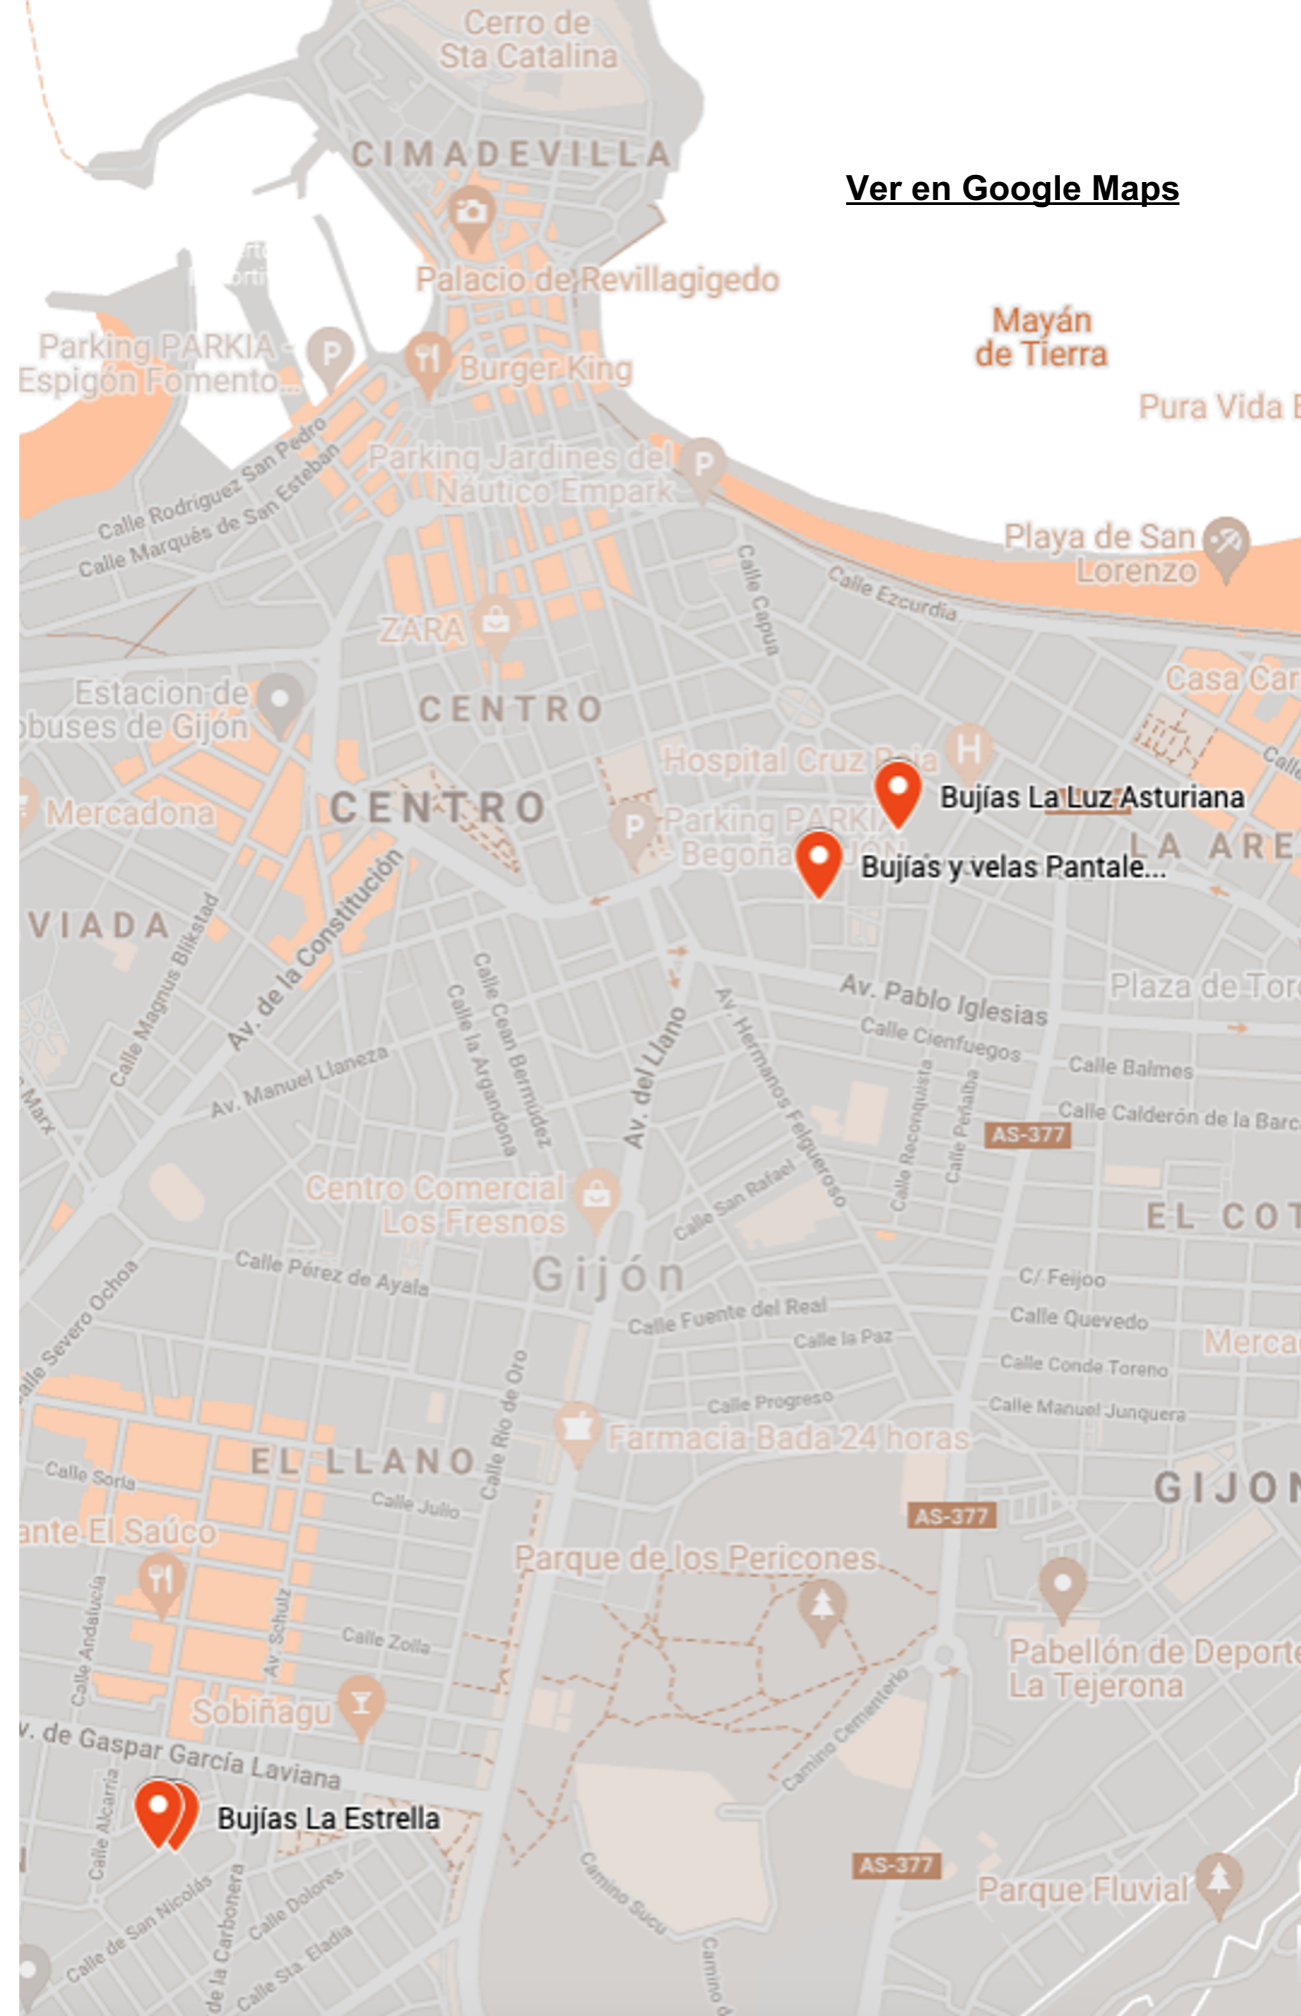 Cerro de
Sta Catalina
CIMADEVILLA
Ver en Google Maps
Palacio de Revillagigedo
Mayán
de Tierra
Parking PARKIA -
Espigón Fomento...
Burger King
Pura Vida
Calle Rodríguez San Pedro
Calle Marqués de San Esteban
Parking Jardines del
Náutico Empark
Playa de San
Lorenzo
Calle Capua
Calle Ezcurdia
ZARA
Estacion de
obuses de Gijón
CENTRO
Casa Car
Calle
Hospital Cruz Roja
H
Bujías La Luz Asturiana
Mercadona
CENTRO
Parking PARKIA
- Begoña
LA ARE
Bujías y velas Pantale...
VIADA
Calle Magnus Blikstad
Av. de la Constitución
Calle Cean Bermúdez
Calle la Argandona
Av. Pablo Iglesias
Plaza de Toro
Av. del Llano
Av. Hermanos Felgueroso
Calle Cienfuegos
Calle Balmes
Av. Manuel Llaneza
Marx
Calle Reconquista
Calle Peñalba
Calle Calderón de la Barc
AS-377
Centro Comercial
Los Fresnos
Calle San Rafael
EL COT
Gijón
Calle Pérez de Ayala
Calle Severo Ochoa
C/ Feijoo
Calle Fuente del Real
Calle Quevedo
Calle la Paz
Merca
Calle Conde Toreno
Calle Río de Oro
Calle Progreso
Calle Manuel Junquera
Farmacia Bada 24 horas
EL LLANO
Calle Soria
Calle Julio
GIJON
AS-377
ante El Saúco
Parque de los Pericones
Calle Andalucía
Av. Schulz
Calle Zoila
Pabellón de Deporte
La Tejerona
Sobiñagu
Camino Cementerio
v. de Gaspar García Laviana
Calle Alcarria
Bujías La Estrella
AS-377
Parque Fluvial
Camino Sucu
Calle de San Nicolás
de la Carbonera
Calle Dolores
Calle Sta. Eladia
Camino d